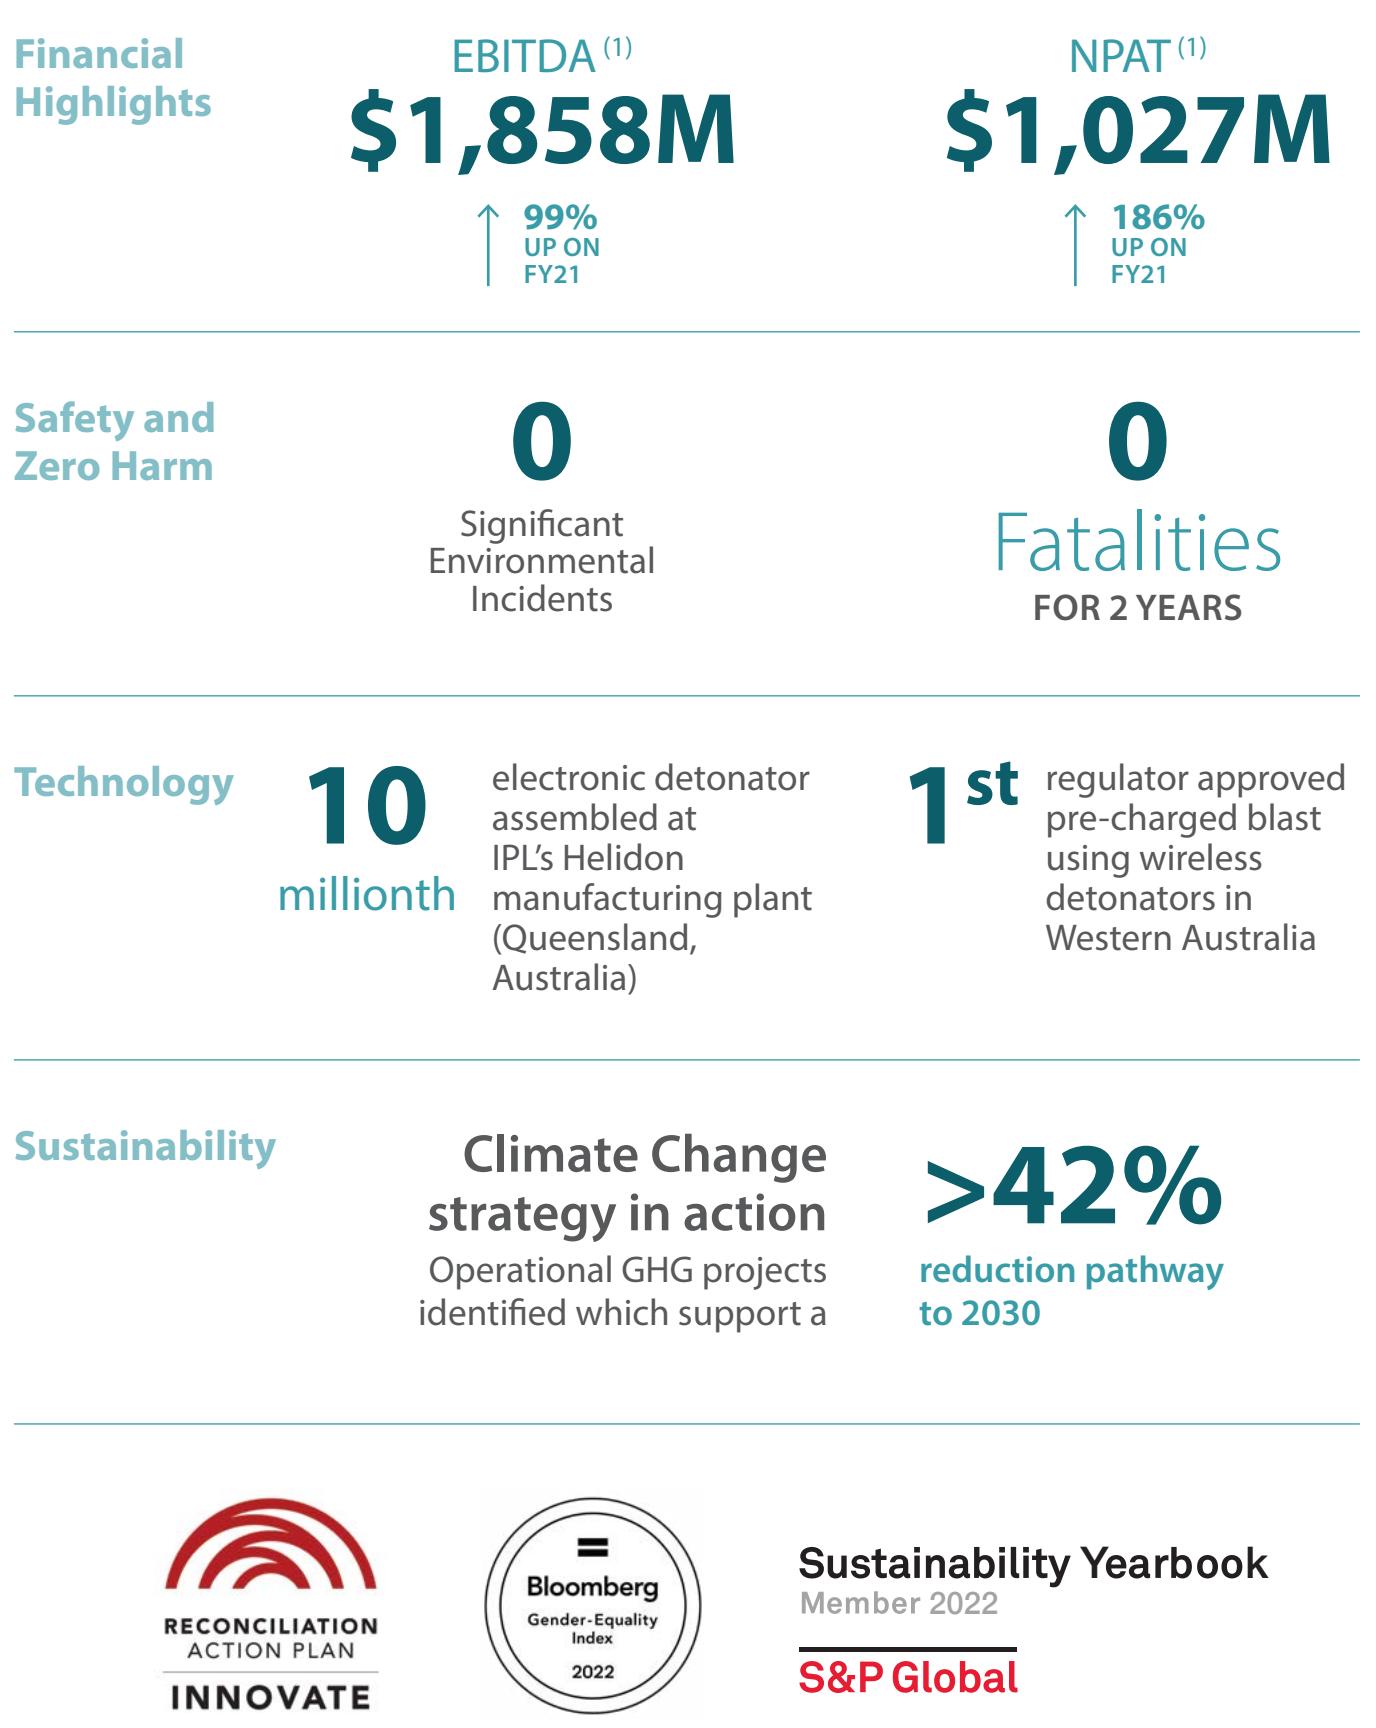 Financial
Highlights
EBITDA (1)
$1,858M
99%
UP ON
FY21
NPAT (1)
$1,027M
186%
UP ON
FY21
Safety and
Zero Harm
0
Significant
Environmental
Incidents
0
Fatalities
FOR 2 YEARS
Technology
10
millionth
electronic detonator
assembled at
IPL’s Helidon
manufacturing plant
(Queensland,
Australia)
1st
regulator approved
pre-charged blast
using wireless
detonators in
Western Australia
Sustainability
Climate Change
strategy in action
Operational GHG projects
identified which support a
>42%
reduction pathway
to 2030
RECONCILIATION
ACTION PLAN
INNOVATE
Bloomberg
Gender-Equality
Index
2022
Sustainability Yearbook
Member 2022
S&P Global